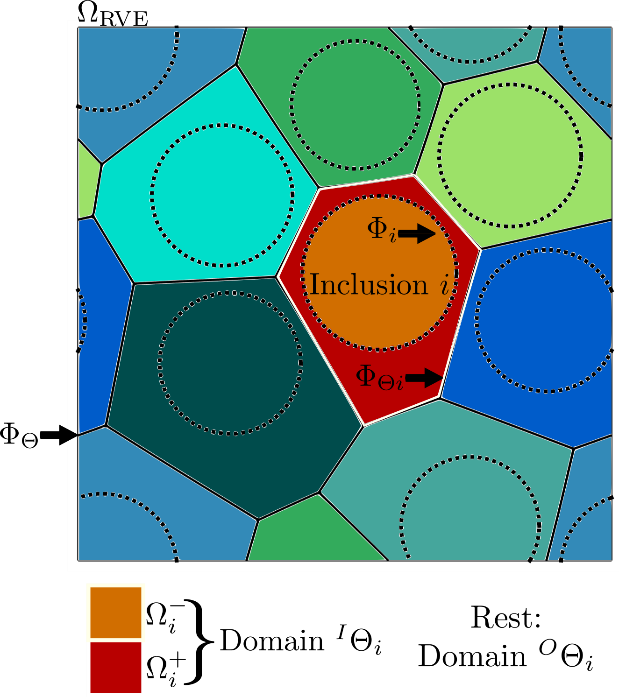 Ω_RVE
Φ_i
Inclusion i
Φ_Θi
Φ_Θ
Ω_i^−
Ω_i^+
} Domain ^IΘ_i
Rest:
Domain ^OΘ_i